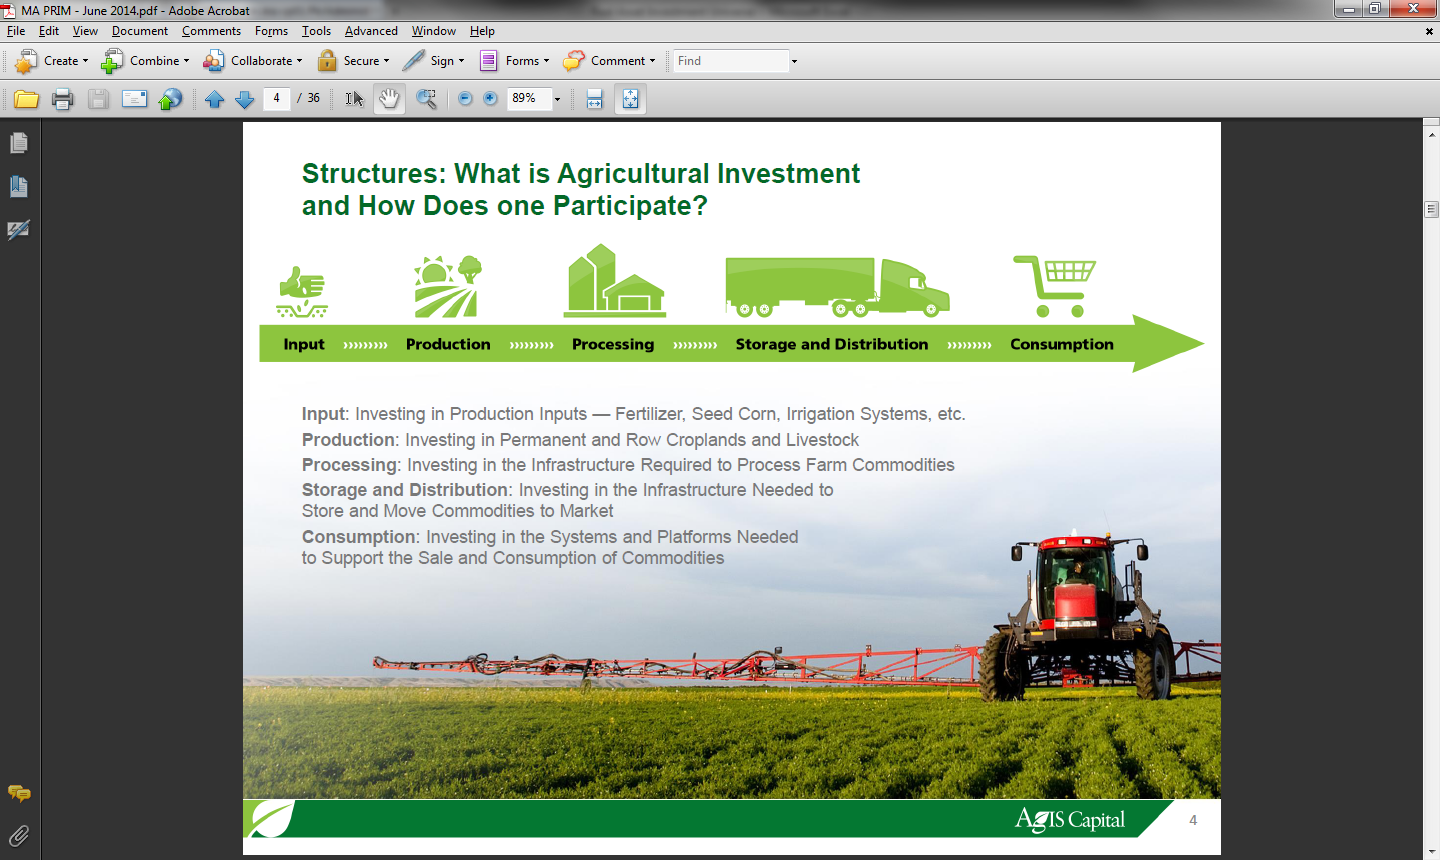 MA PRIM - June 2014.pdf - Adobe Acrobat
File Edit View Document Comments Forms Tools Advanced Window Help
Create Combine Collaborate Secure Sign Forms Comment Find
4 / 36 89%
Structures: What is Agricultural Investment
and How Does one Participate?
Input »»»»» Production »»»»» Processing »»»»» Storage and Distribution »»»»» Consumption
Input: Investing in Production Inputs — Fertilizer, Seed Corn, Irrigation Systems, etc.
Production: Investing in Permanent and Row Croplands and Livestock
Processing: Investing in the Infrastructure Required to Process Farm Commodities
Storage and Distribution: Investing in the Infrastructure Needed to
Store and Move Commodities to Market
Consumption: Investing in the Systems and Platforms Needed
to Support the Sale and Consumption of Commodities
AgIS Capital 4